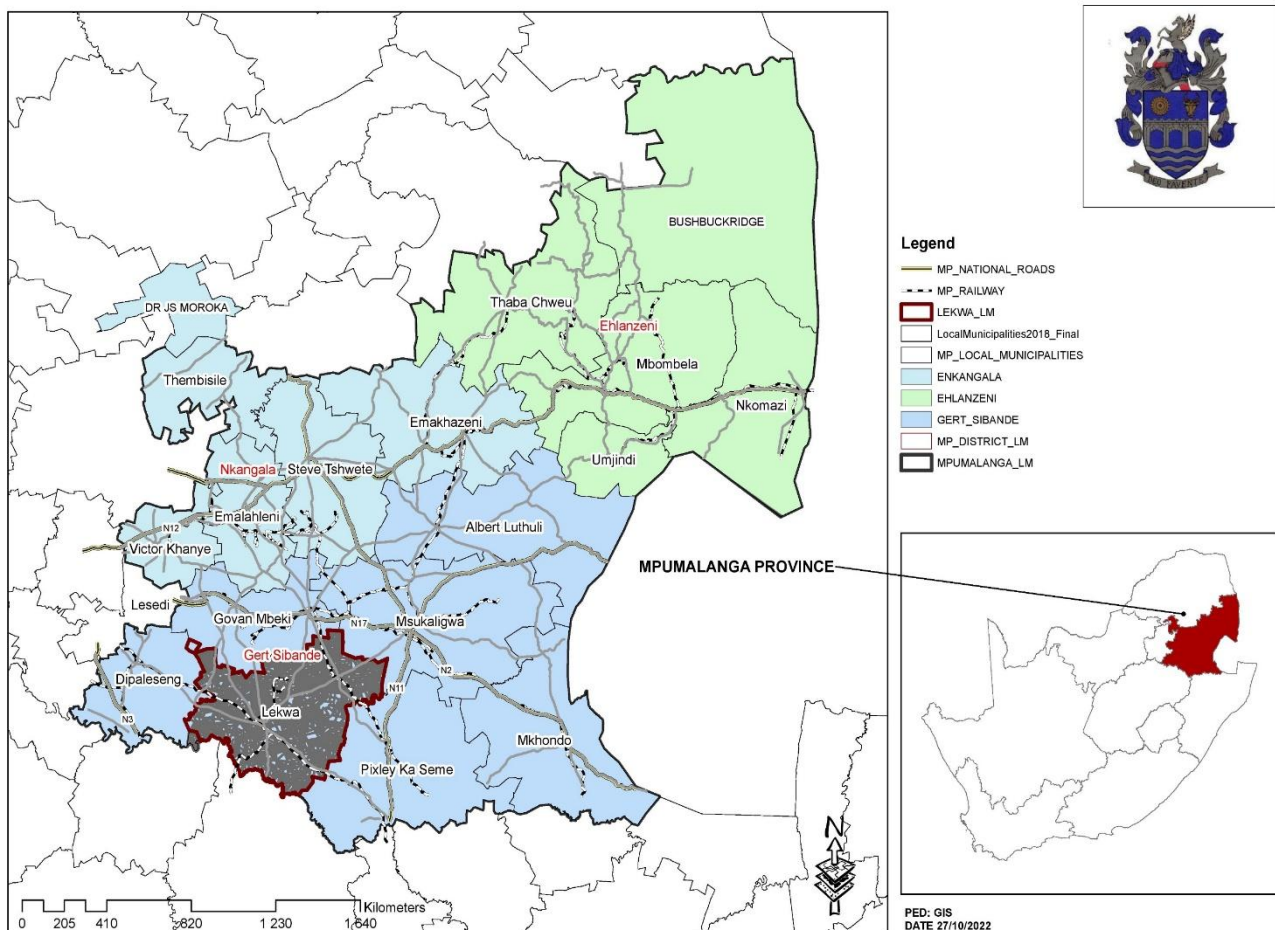 BUSHBUCKRIDGE
DR JS MOROKA
Thaba Chweu
Ehlanzeni
Thembisile
Mbombela
Nkomazi
Emakhazeni
Umjindi
Nkangala
Steve Tshwete
Emalahleni
Albert Luthuli
N12
Victor Khanye
MPUMALANGA PROVINCE
Lesedi
Govan Mbeki
N17
Msukaligwa
Gert Sibande
Dipaleseng
N2
N11
Lekwa
N3
Mkhondo
Pixley Ka Seme
N
Kilometers
0 205 410 820 1,230 1,640
Legend
MP_NATIONAL_ROADS
MP_RAILWAY
LEKWA_LM
LocalMunicipalities2018_Final
MP_LOCAL_MUNICIPALITIES
ENKANGALA
EHLANZENI
GERT_SIBANDE
MP_DISTRICT_LM
MPUMALANGA_LM
PED: GIS
DATE 27/10/2022